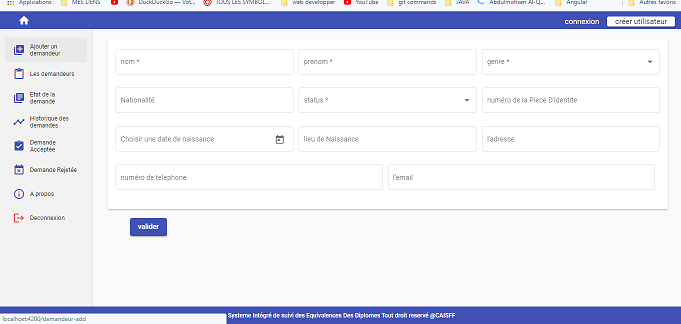 Applications MES LIENS DuckDuckGo — Vot... TOUS LES SYMBOL... web developper YouTube git commands JAVA Abdulmohsen Al-Q... Angular Autres favoris
connexion créer utilisateur
Ajouter un
demandeur
Les demandeurs
Etat de la
demande
Historique des
demandes
Demande
Acceptée
Demande Rejetée
A propos
Deconnexion
nom * prenom * genre *
Nationalité status * numéro de la Piece D'identite
Choisir une date de naissance lieu de Naissance l'adresse
numéro de telephone l'email
valider
Systeme Intégré de suivi des Equivalences Des Diplomes Tout droit reservé @CAISFF
localhost:4200/demandeur-add